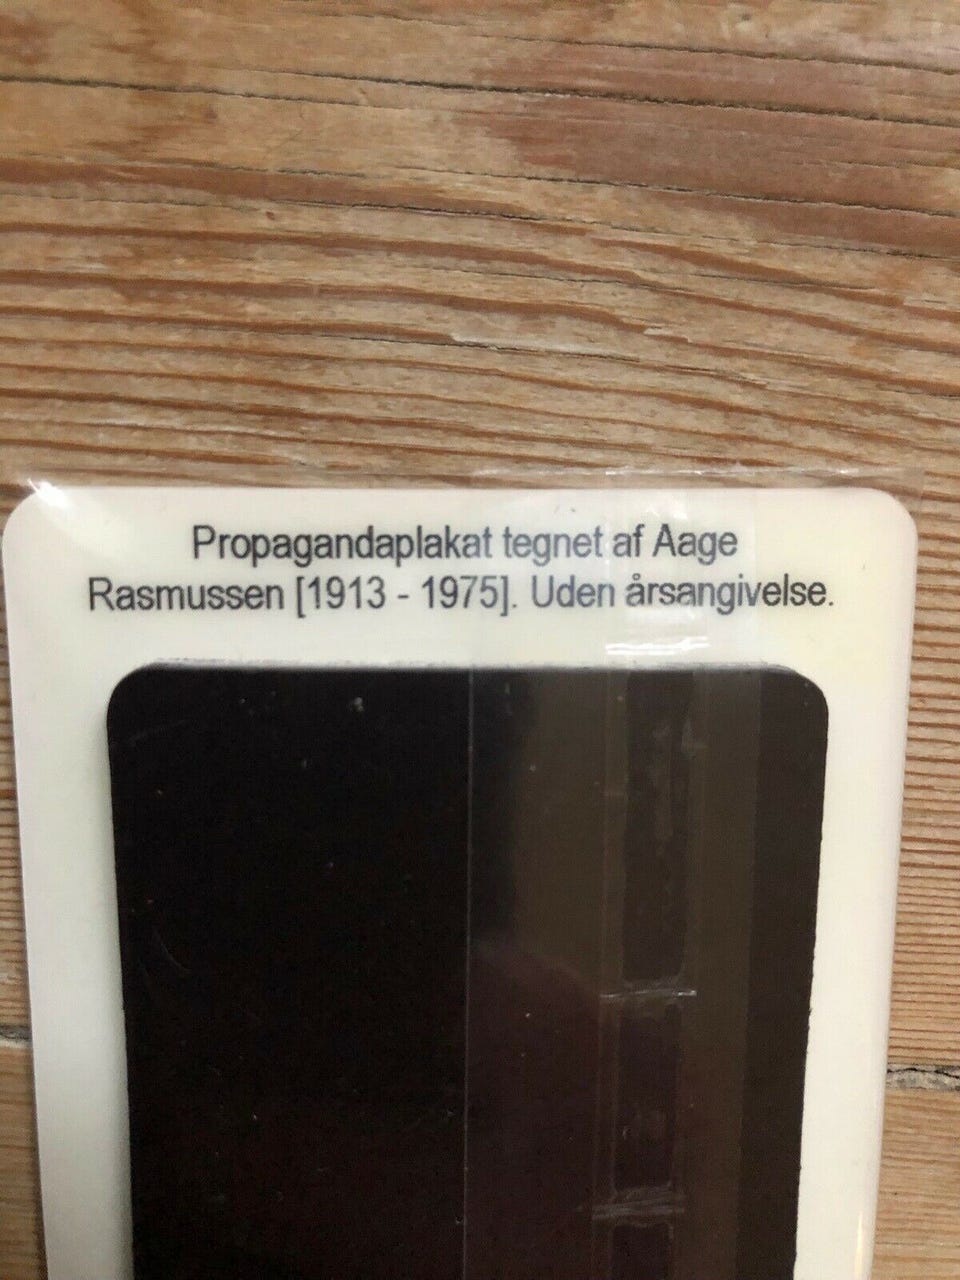 Propagandaplakat tegnet af Aage
Rasmussen [1913 - 1975]. Uden årsangivelse.